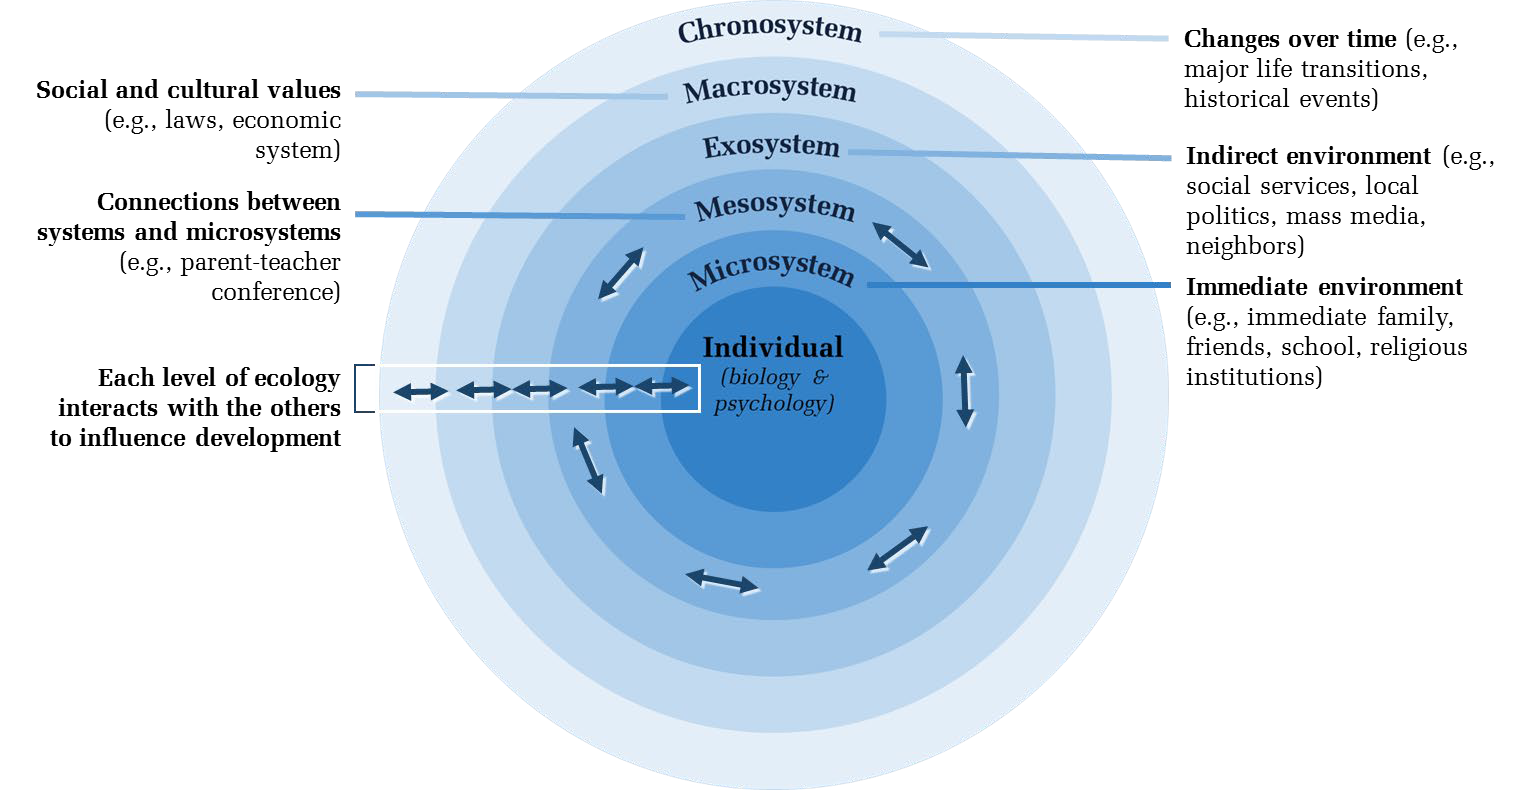 Chronosystem
Changes over time (e.g.,
major life transitions,
historical events)
Social and cultural values
(e.g., laws, economic
system)
Macrosystem
Exosystem
Indirect environment (e.g.,
social services, local
politics, mass media,
neighbors)
Connections between
systems and microsystems
(e.g., parent-teacher
conference)
Mesosystem
Microsystem
Immediate environment
(e.g., immediate family,
friends, school, religious
institutions)
Individual
(biology &
psychology)
Each level of ecology
interacts with the others
to influence development